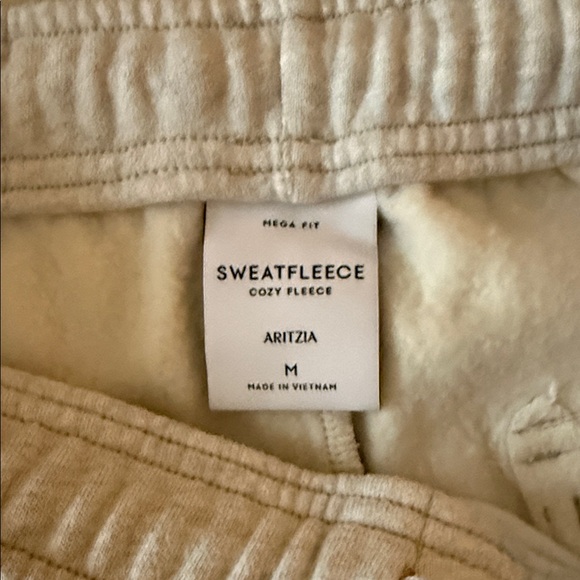 MEGA FIT
SWEATFLEECE
COZY FLEECE
ARITZIA
M
MADE IN VIETNAM